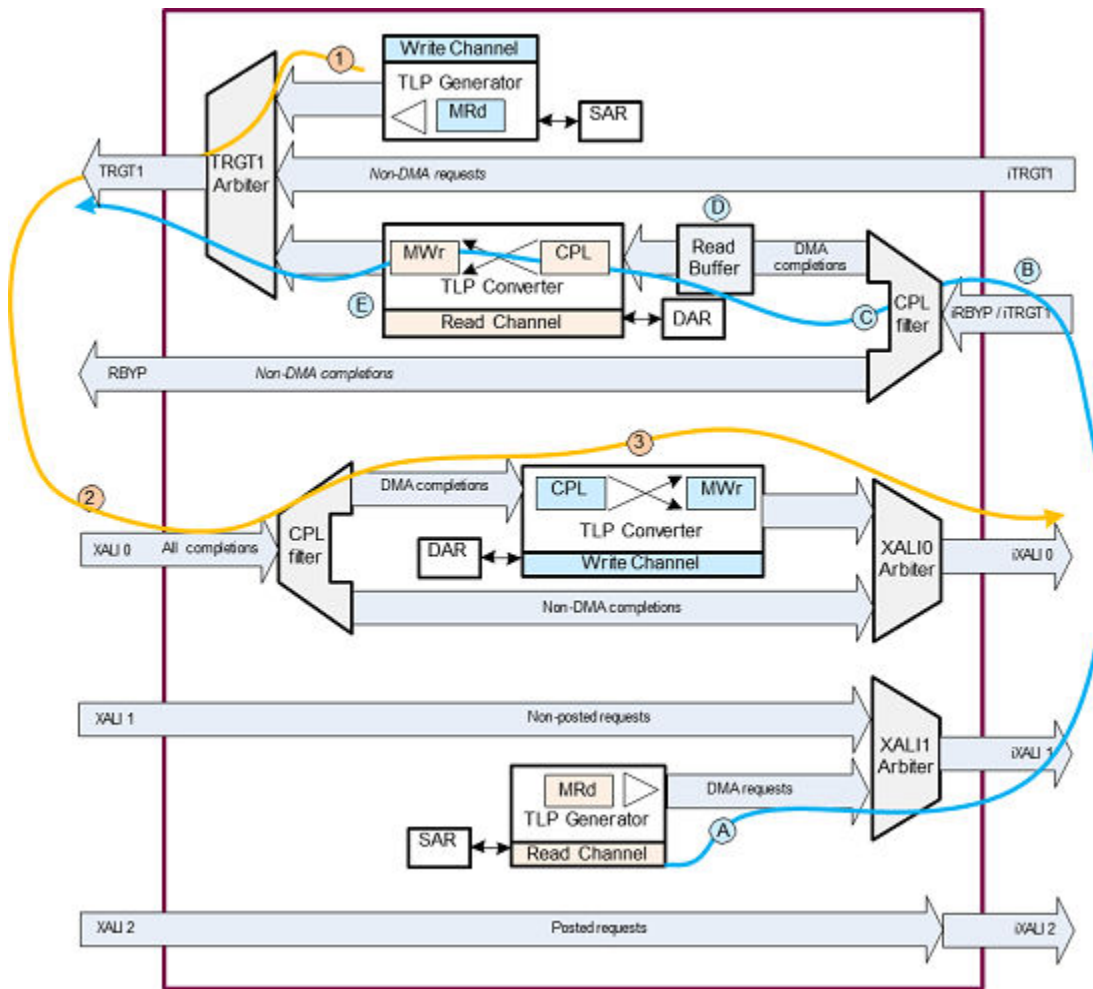 Write Channel
TLP Generator
MRd
SAR
1
TRGT1
TRGT1
Arbiter
Non-DMA requests
iTRGT1
D
MWr
CPL
TLP Converter
Read Channel
Read
Buffer
DMA
completions
DAR
E
C
B
CPL
filter
iRBYP / iTRGT1
RBYP
Non-DMA completions
3
2
DMA completions
CPL
MWr
TLP Converter
Write Channel
DAR
XALI 0
All completions
CPL
filter
Non-DMA completions
XALI0
Arbiter
iXALI 0
XALI 1
Non-posted requests
XALI1
Arbiter
iXALI 1
MRd
TLP Generator
Read Channel
DMA requests
SAR
A
XALI 2
Posted requests
iXALI 2